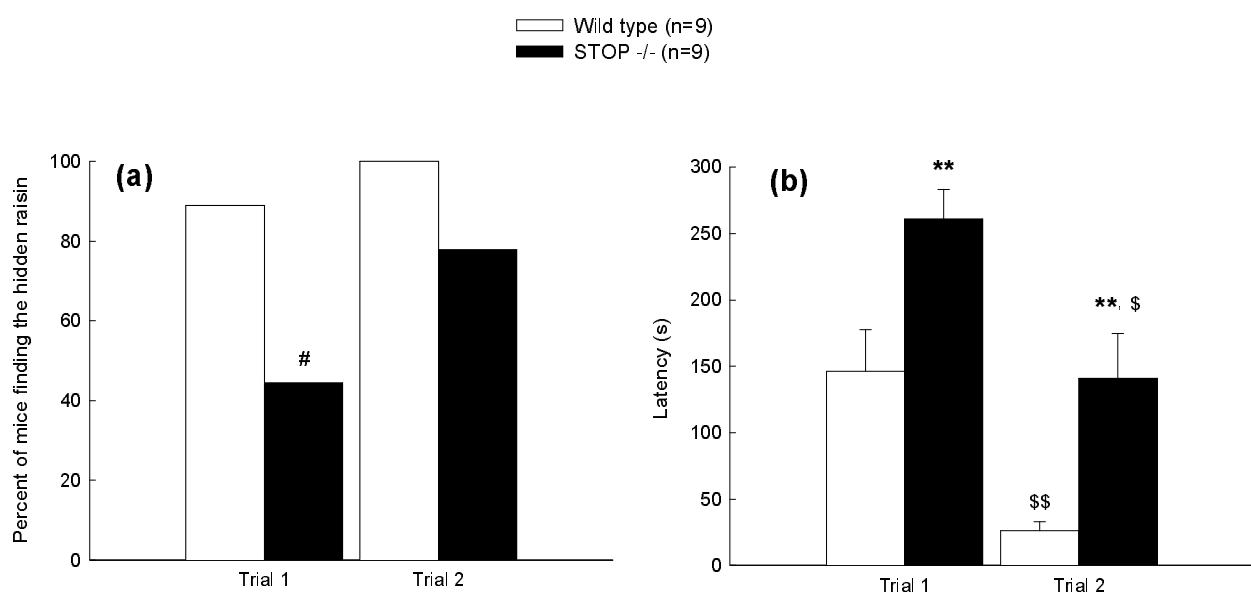 Wild type (n=9)
STOP -/- (n=9)
(a)
Percent of mice finding the hidden raisin
100
80
60
40
20
0
#
Trial 1
Trial 2
(b)
Latency (s)
300
250
200
150
100
50
0
**
**, $
$$
Trial 1
Trial 2